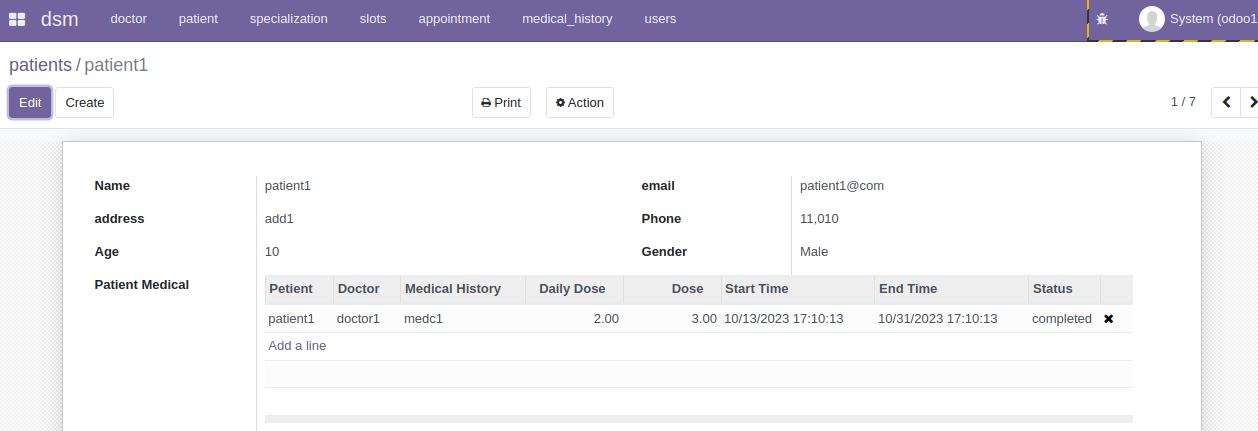 dsm doctor patient specialization slots appointment medical_history users System (odoo1
patients / patient1
Edit Create Print Action 1 / 7
Name patient1 email patient1@com
address add1 Phone 11,010
Age 10 Gender Male
Patient Medical
Petient Doctor Medical History Daily Dose Dose Start Time End Time Status
patient1 doctor1 medc1 2.00 3.00 10/13/2023 17:10:13 10/31/2023 17:10:13 completed
Add a line